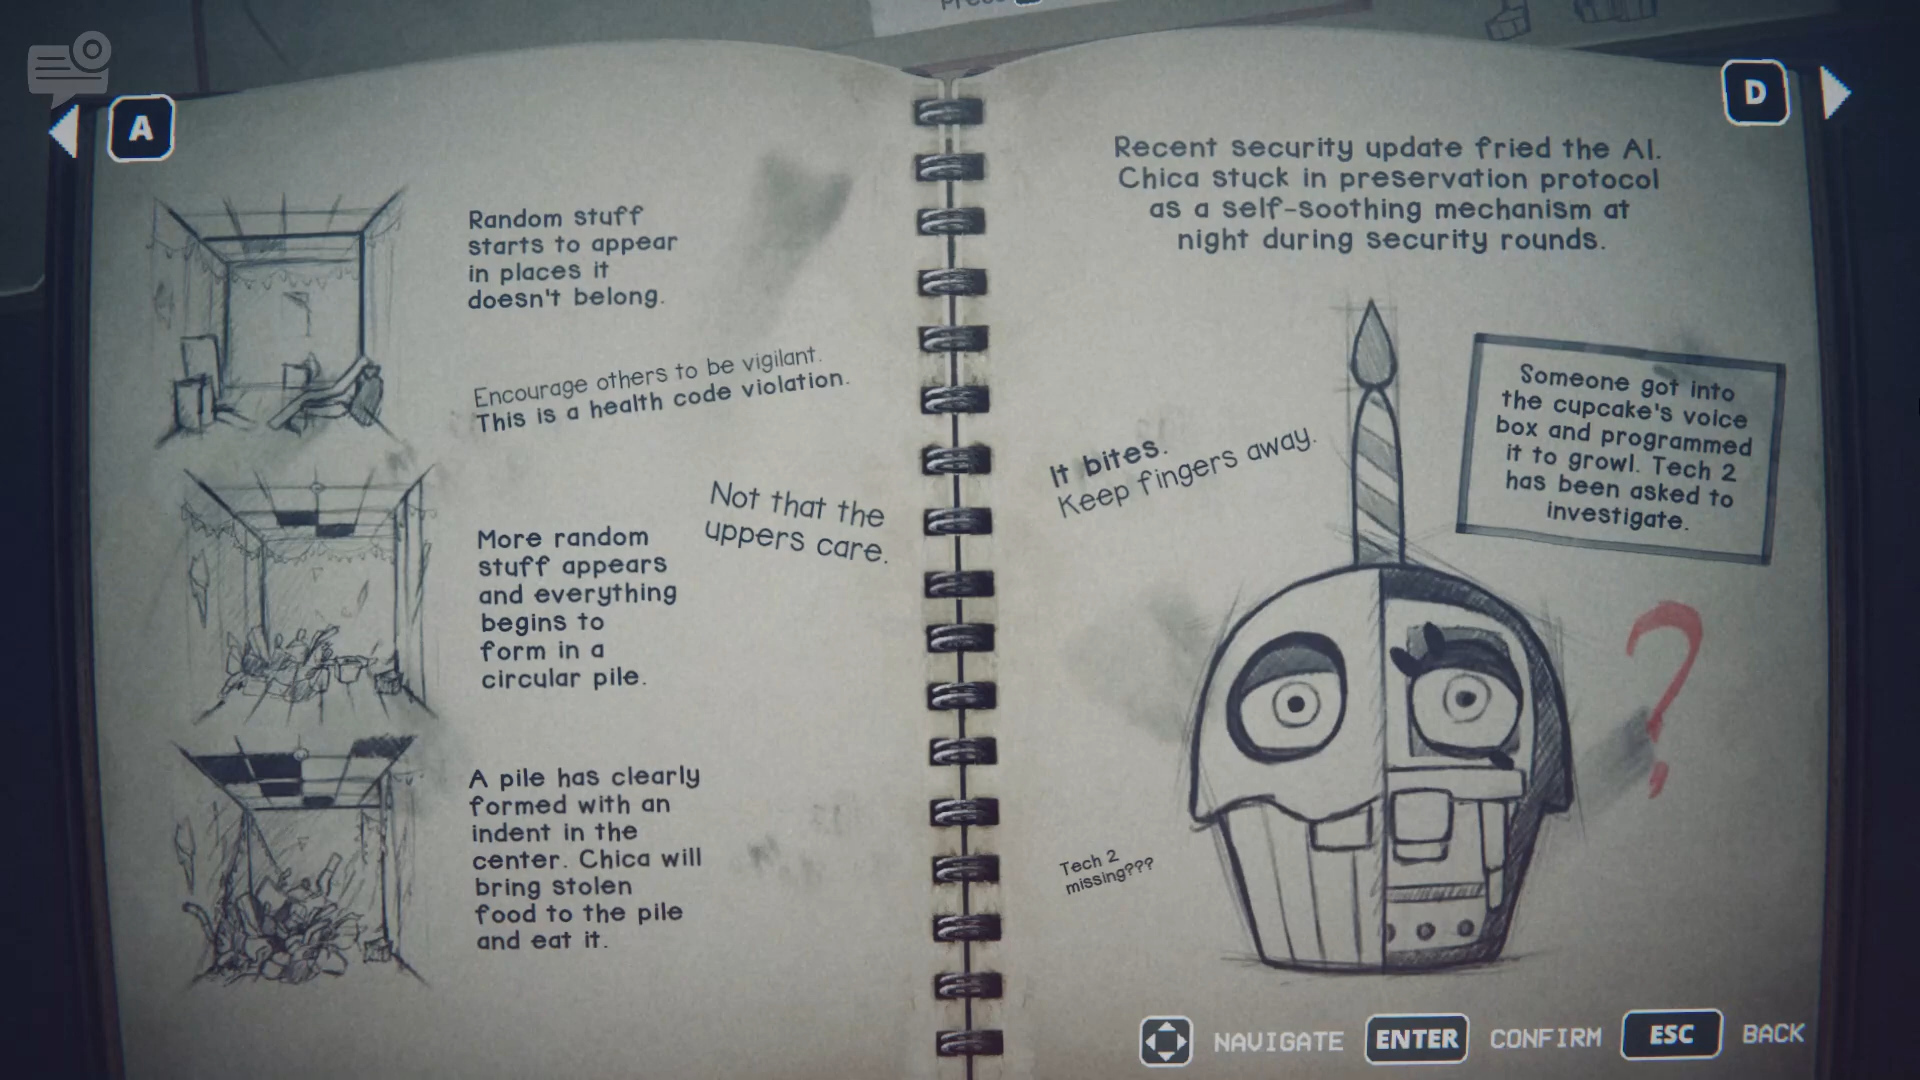 A
D
Random stuff
starts to appear
in places it
doesn't belong.
Encourage others to be vigilant.
This is a health code violation.
Not that the
uppers care.
More random
stuff appears
and everything
begins to
form in a
circular pile.
A pile has clearly
formed with an
indent in the
center. Chica will
bring stolen
food to the pile
and eat it.
Recent security update fried the AI.
Chica stuck in preservation protocol
as a self-soothing mechanism at
night during security rounds.
It bites.
Keep fingers away.
Someone got into
the cupcake's voice
box and programmed
it to growl. Tech 2
has been asked to
investigate.
?
Tech 2
missing???
NAVIGATE ENTER CONFIRM ESC BACK